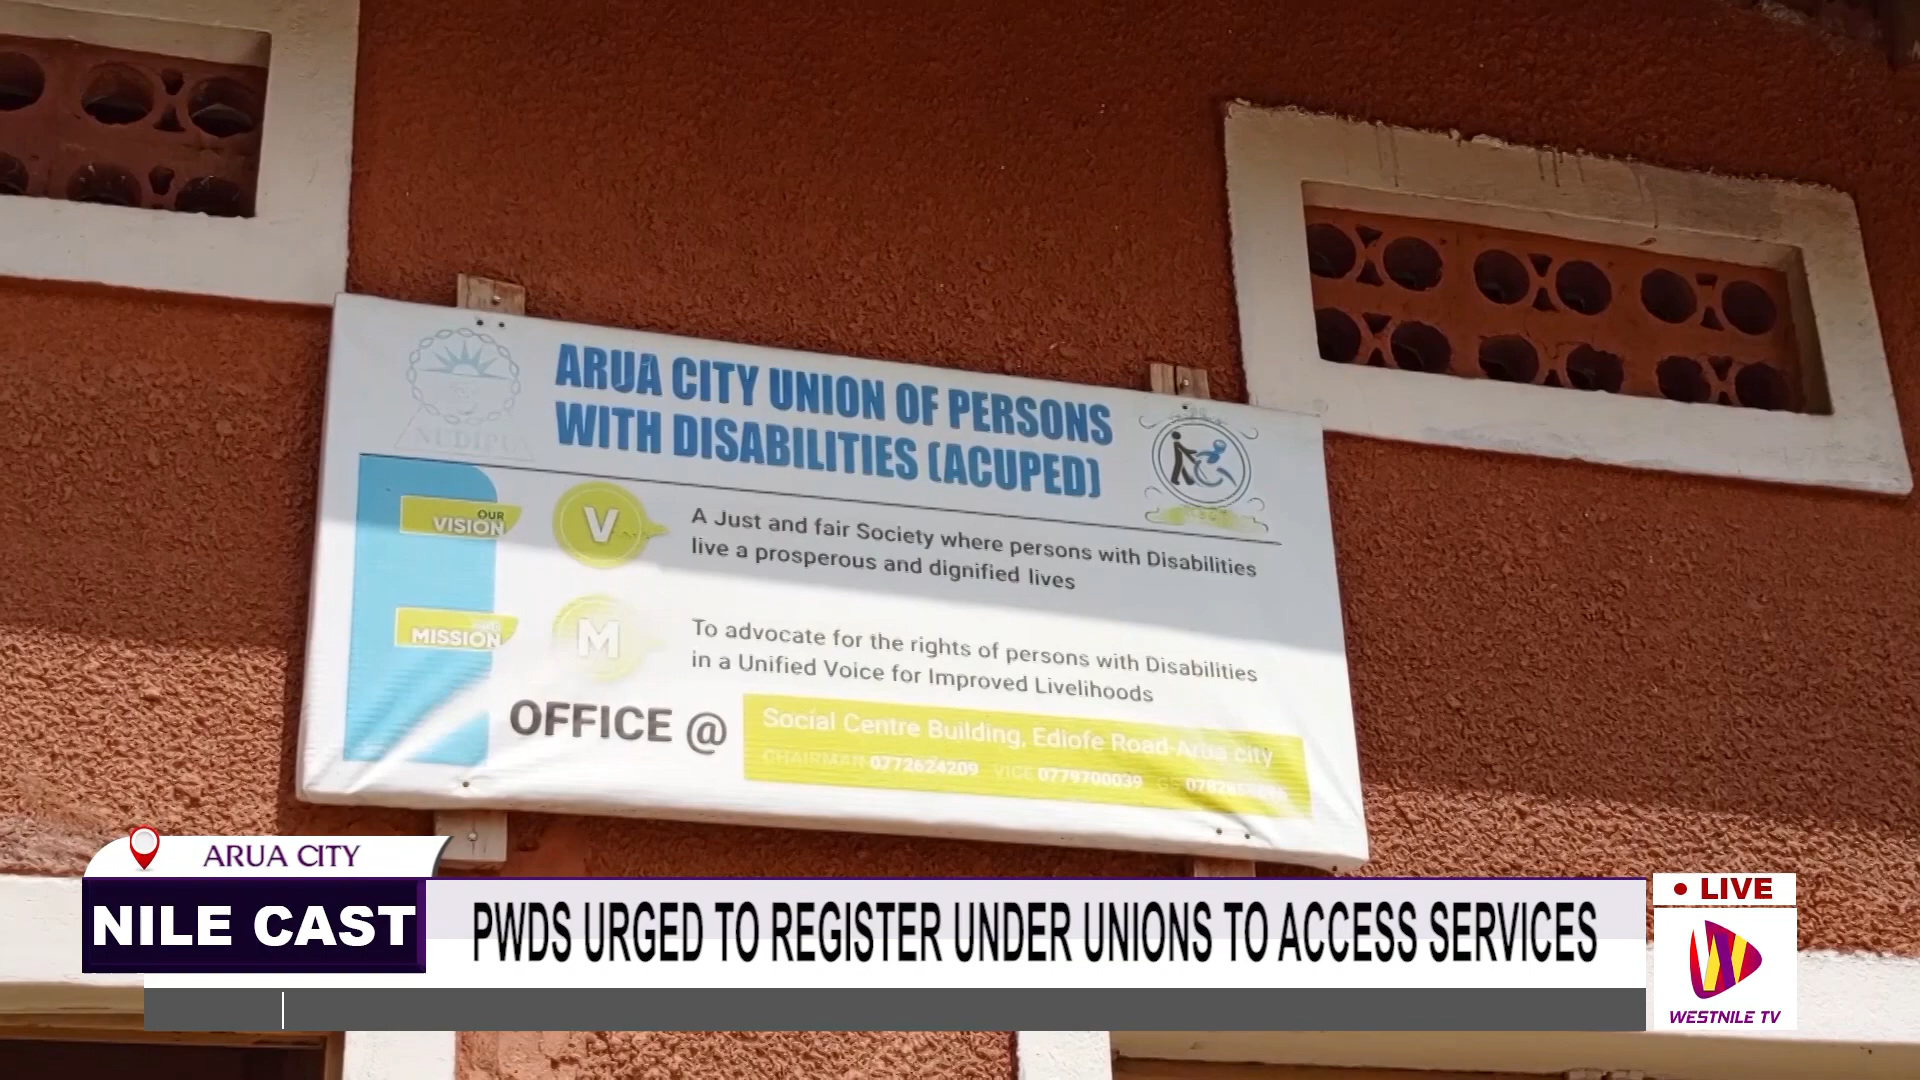 NUDIPU
ARUA CITY UNION OF PERSONS
WITH DISABILITIES (ACUPED)
OUR
VISION
V
A Just and fair Society where persons with Disabilities
live a prosperous and dignified lives
MISSION
M
To advocate for the rights of persons with Disabilities
in a Unified Voice for Improved Livelihoods
OFFICE @
Social Centre Building, Ediofe Road-Arua city
CHAIRMAN 0772624209 VICE 0779700039
ARUA CITY
NILE CAST
PWDS URGED TO REGISTER UNDER UNIONS TO ACCESS SERVICES
LIVE
WESTNILE TV